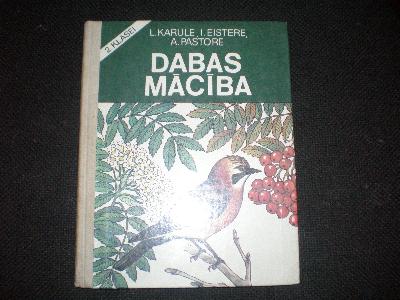 2. KLASEI
L. KARULE, I. EISTERE,
A. PASTORE
DABAS
MĀCĪBA